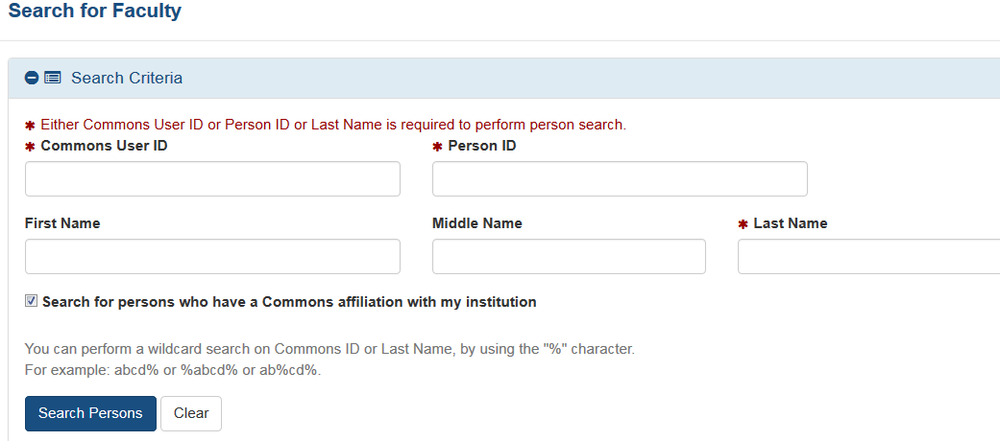 Search for Faculty
Search Criteria
✱ Either Commons User ID or Person ID or Last Name is required to perform person search.
✱ Commons User ID ✱ Person ID
First Name Middle Name ✱ Last Name
Search for persons who have a Commons affiliation with my institution
You can perform a wildcard search on Commons ID or Last Name, by using the "%" character.
For example: abcd% or %abcd% or ab%cd%.
Search Persons Clear